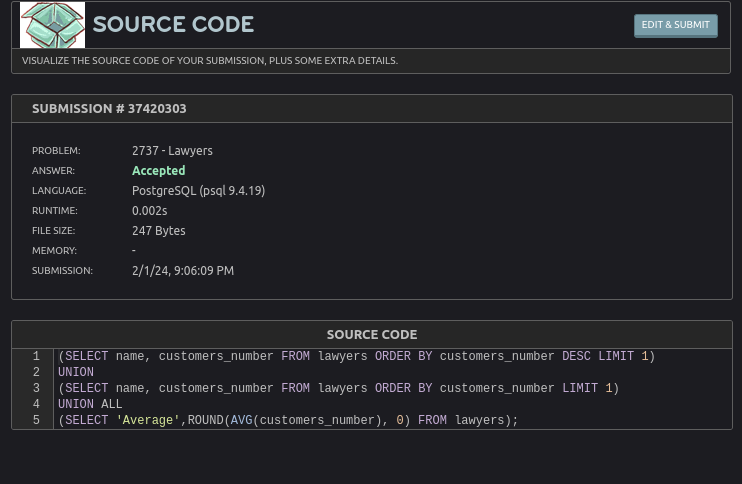 SOURCE CODE
EDIT & SUBMIT
VISUALIZE THE SOURCE CODE OF YOUR SUBMISSION, PLUS SOME EXTRA DETAILS.
SUBMISSION # 37420303
PROBLEM: 2737 - Lawyers
ANSWER: Accepted
LANGUAGE: PostgreSQL (psql 9.4.19)
RUNTIME: 0.002s
FILE SIZE: 247 Bytes
MEMORY: -
SUBMISSION: 2/1/24, 9:06:09 PM
SOURCE CODE
1 (SELECT name, customers_number FROM lawyers ORDER BY customers_number DESC LIMIT 1)
2 UNION
3 (SELECT name, customers_number FROM lawyers ORDER BY customers_number LIMIT 1)
4 UNION ALL
5 (SELECT 'Average',ROUND(AVG(customers_number), 0) FROM lawyers);